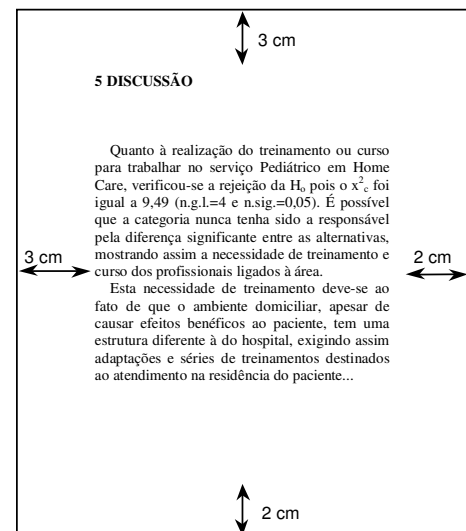 3 cm
5 DISCUSSÃO
Quanto à realização do treinamento ou curso
para trabalhar no serviço Pediátrico em Home
Care, verificou-se a rejeição da Hₒ pois o x²c foi
igual a 9,49 (n.g.l.=4 e n.sig.=0,05). É possível
que a categoria nunca tenha sido a responsável
pela diferença significante entre as alternativas,
mostrando assim a necessidade de treinamento e
curso dos profissionais ligados à área.
3 cm
2 cm
Esta necessidade de treinamento deve-se ao
fato de que o ambiente domiciliar, apesar de
causar efeitos benéficos ao paciente, tem uma
estrutura diferente à do hospital, exigindo assim
adaptações e séries de treinamentos destinados
ao atendimento na residência do paciente...
2 cm